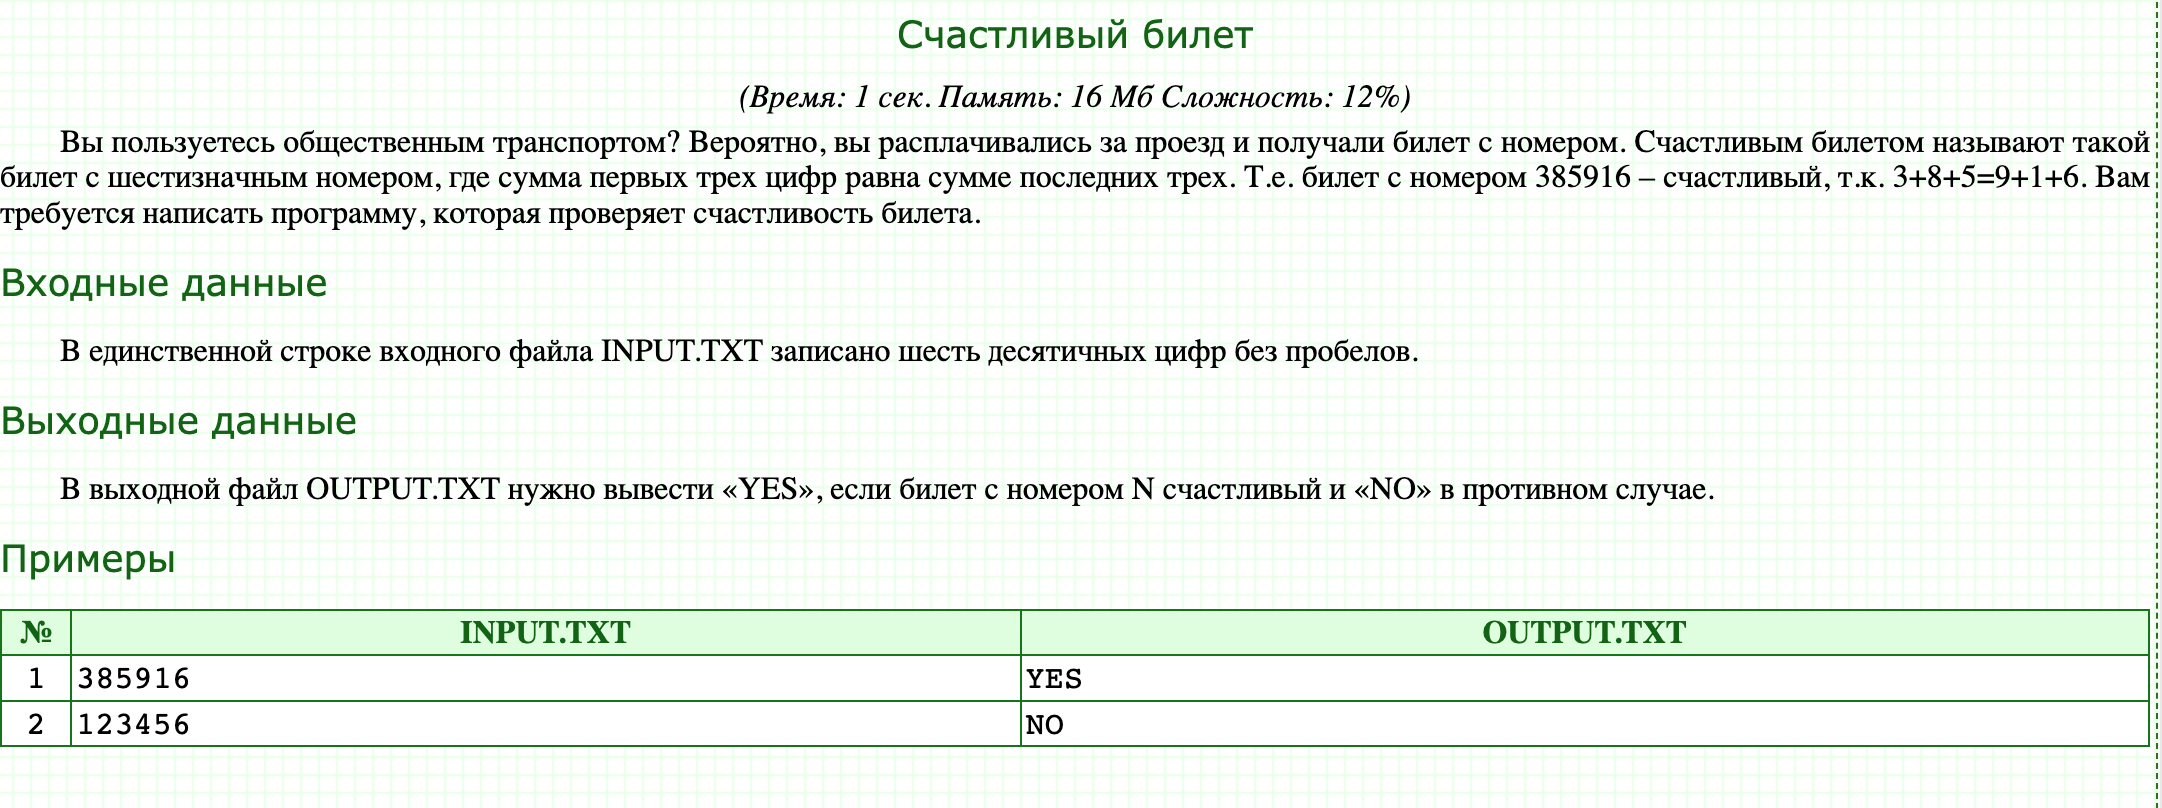 Счастливый билет
(Время: 1 сек. Память: 16 Мб Сложность: 12%)
Вы пользуетесь общественным транспортом? Вероятно, вы расплачивались за проезд и получали билет с номером. Счастливым билетом называют такой
билет с шестизначным номером, где сумма первых трех цифр равна сумме последних трех. Т.е. билет с номером 385916 – счастливый, т.к. 3+8+5=9+1+6. Вам
требуется написать программу, которая проверяет счастливость билета.
Входные данные
В единственной строке входного файла INPUT.TXT записано шесть десятичных цифр без пробелов.
Выходные данные
В выходной файл OUTPUT.TXT нужно вывести «YES», если билет с номером N счастливый и «NO» в противном случае.
Примеры
№ INPUT.TXT OUTPUT.TXT
1 385916 YES
2 123456 NO